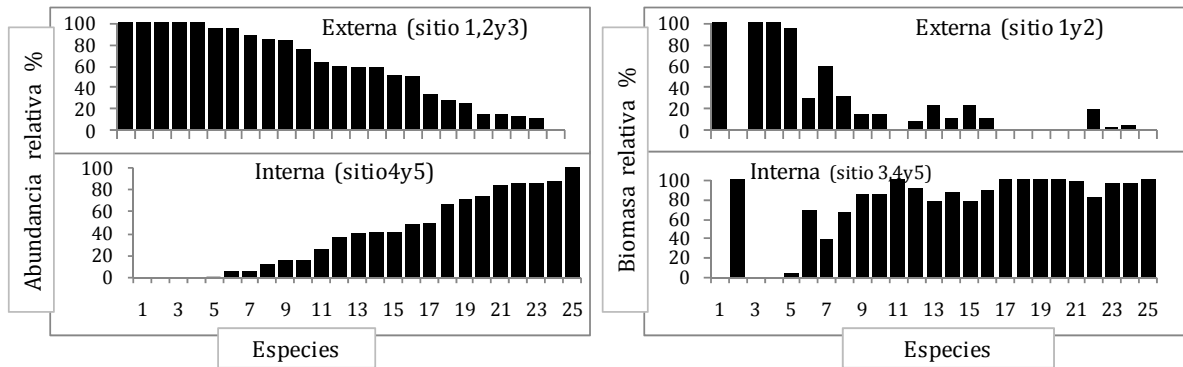 Abundancia relativa %
Externa (sitio 1,2y3)
100
80
60
40
20
0
Interna (sitio4y5)
100
80
60
40
20
0
1 3 5 7 9 11 13 15 17 19 21 23 25
Especies
Biomasa relativa %
Externa (sitio 1y2)
100
80
60
40
20
0
Interna (sitio 3,4y5)
100
80
60
40
20
0
1 3 5 7 9 11 13 15 17 19 21 23 25
Especies